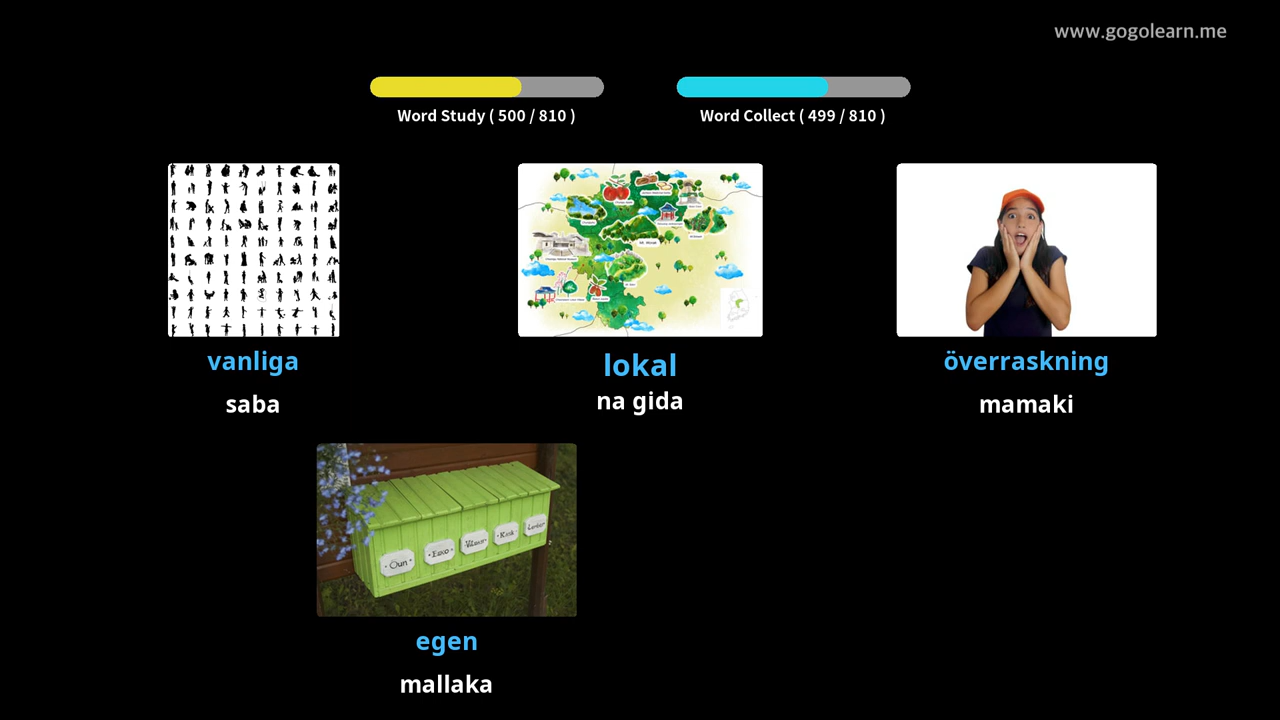 www.gogolearn.me
Word Study ( 500 / 810 )
Word Collect ( 499 / 810 )
vanliga
lokal
överraskning
saba
na gida
mamaki
egen
mallaka